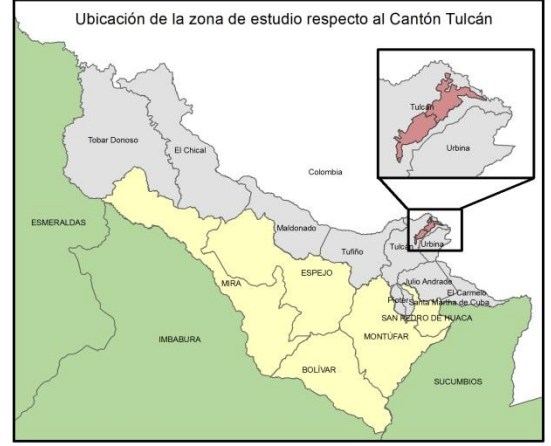 Ubicación de la zona de estudio respecto al Cantón Tulcán
Tulcán
Urbina
Tobar Donoso
El Chical
Colombia
ESMERALDAS
Maldonado
Tufiño
Tulcán
Urbina
MIRA
ESPEJO
Julio Andrade
El Carmelo
Pioter
Santa Martha de Cuba
SAN PEDRO DE HUACA
MONTÚFAR
IMBABURA
BOLÍVAR
SUCUMBIOS